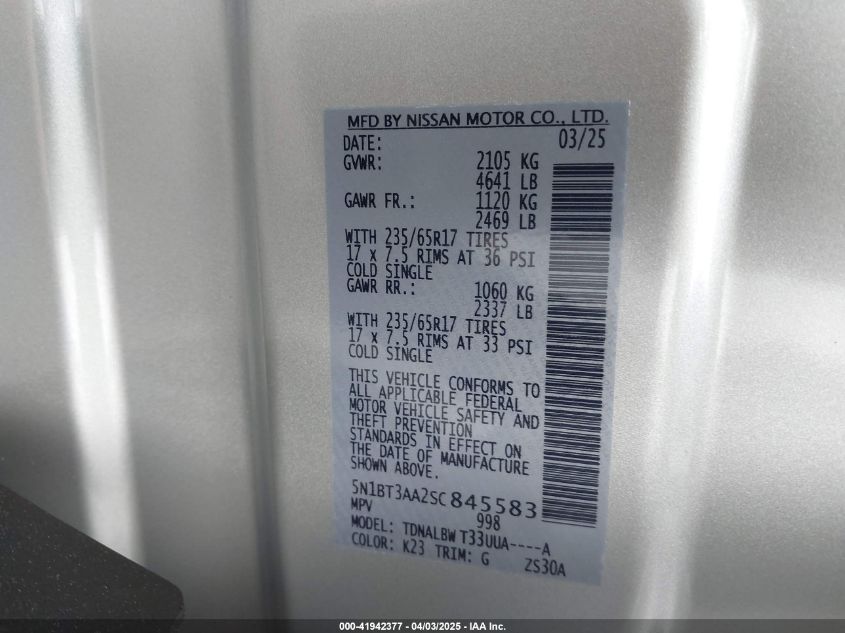 MFD BY NISSAN MOTOR CO., LTD.
DATE: 03/25
GVWR: 2105 KG
4641 LB
GAWR FR.: 1120 KG
2469 LB
WITH 235/65R17 TIRES
17 x 7.5 RIMS AT 36 PSI
COLD SINGLE
GAWR RR.: 1060 KG
2337 LB
WITH 235/65R17 TIRES
17 x 7.5 RIMS AT 33 PSI
COLD SINGLE
THIS VEHICLE CONFORMS TO
ALL APPLICABLE FEDERAL
MOTOR VEHICLE SAFETY AND
THEFT PREVENTION
STANDARDS IN EFFECT ON
THE DATE OF MANUFACTURE
SHOWN ABOVE.
5N1BT3AA2SC845583
MPV 998
MODEL: TDNALBW T33UUA----A
COLOR: K23 TRIM: G ZS30A
000-41942377 - 04/03/2025 - IAA Inc.